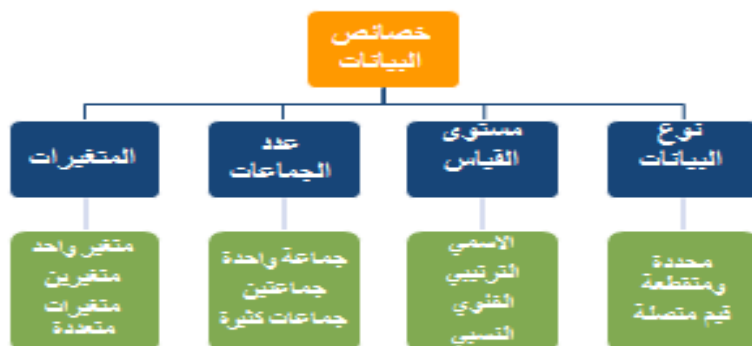 خصائص
البيانات
نوع
البيانات
مستوى
القياس
عدد
الجماعات
المتغيرات
محددة
ومتقطعة
قيم متصلة
الاسمي
الترتيبي
الفئوي
النسبي
جماعة واحدة
جماعتين
جماعات كثيرة
متغير واحد
متغيرين
متغيرات
متعددة